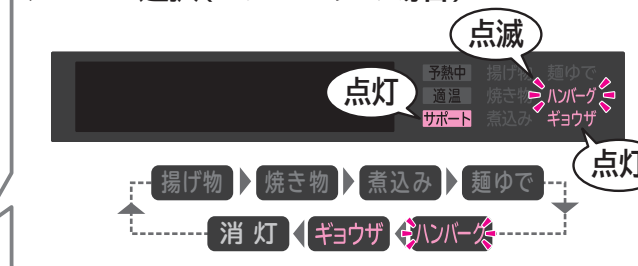 点滅
予熱中 揚げ物 麺ゆで
点灯
適温 焼き物 ハンバーグ
サポート 煮込み ギョウザ
点灯
揚げ物 焼き物 煮込み 麺ゆで
消灯 ギョウザ ハンバーグ